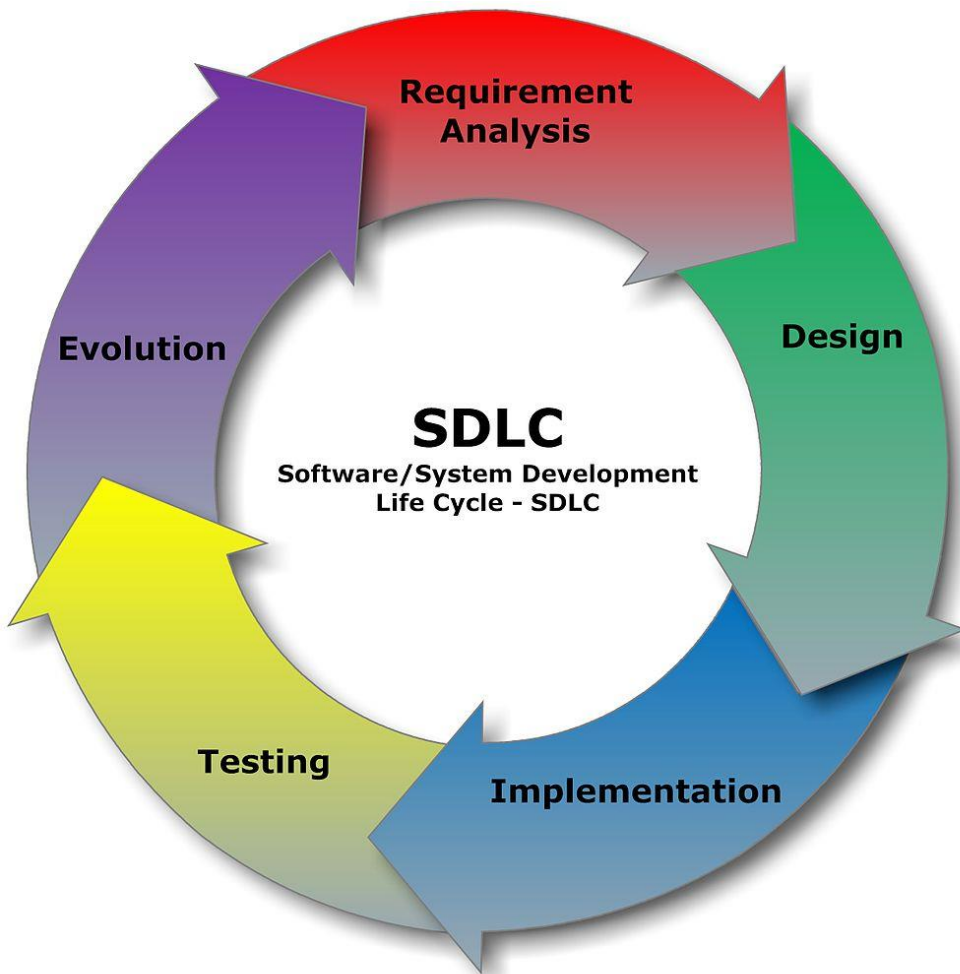 Requirement
Analysis
Design
Implementation
Testing
Evolution
SDLC
Software/System Development
Life Cycle - SDLC